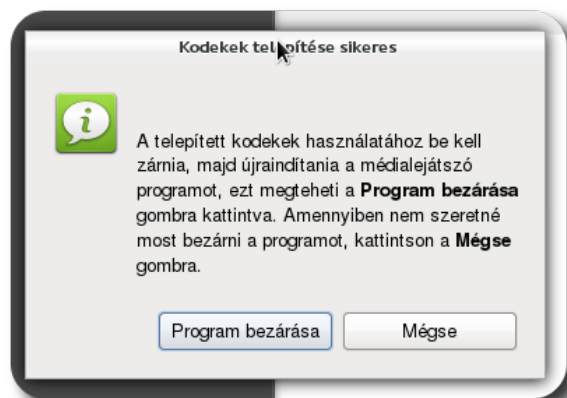 Kodekek telepítése sikeres
A telepített kodekek használatához be kell
zárnia, majd újraindítania a médialejátszó
programot, ezt megteheti a Program bezárása
gombra kattintva. Amennyiben nem szeretné
most bezárni a programot, kattintson a Mégse
gombra.
Program bezárása
Mégse